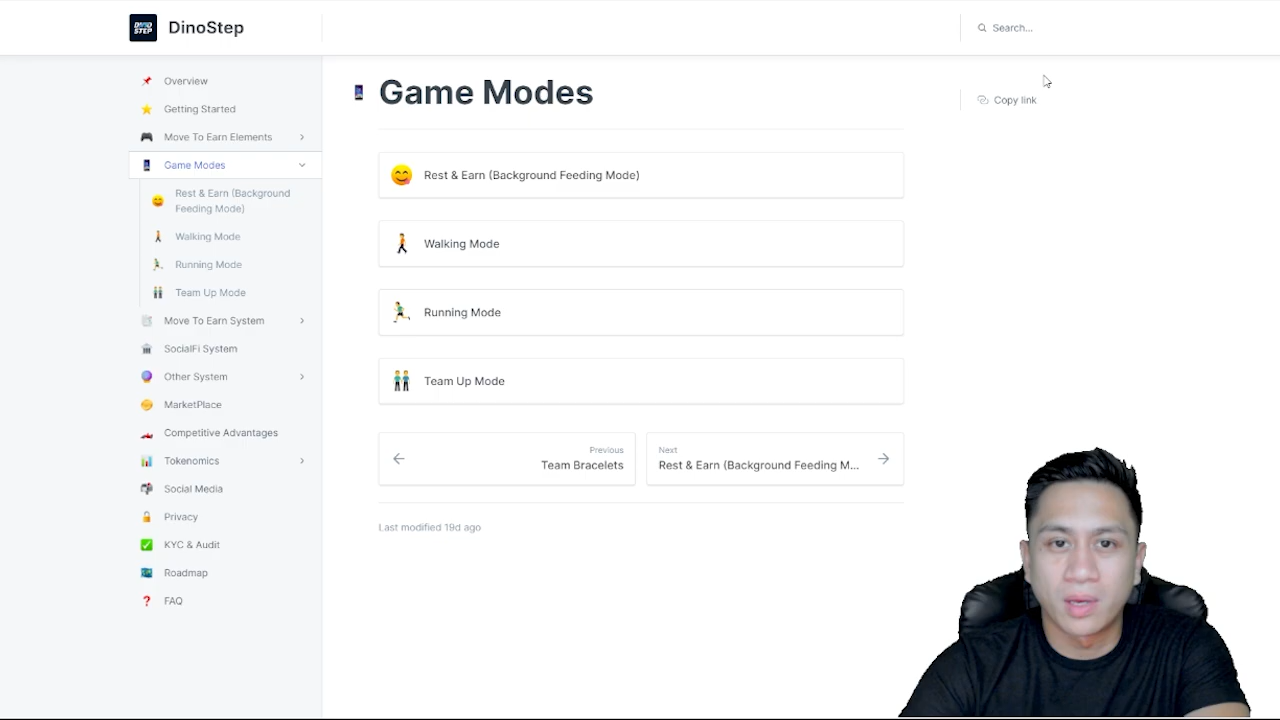 DINO
STEP
DinoStep
Search...
Overview
Getting Started
Move To Earn Elements
Game Modes
Rest & Earn (Background
Feeding Mode)
Walking Mode
Running Mode
Team Up Mode
Move To Earn System
SocialFi System
Other System
MarketPlace
Competitive Advantages
Tokenomics
Social Media
Privacy
KYC & Audit
Roadmap
FAQ
Game Modes
Copy link
Rest & Earn (Background Feeding Mode)
Walking Mode
Running Mode
Team Up Mode
Previous
Team Bracelets
Next
Rest & Earn (Background Feeding M...
Last modified 19d ago